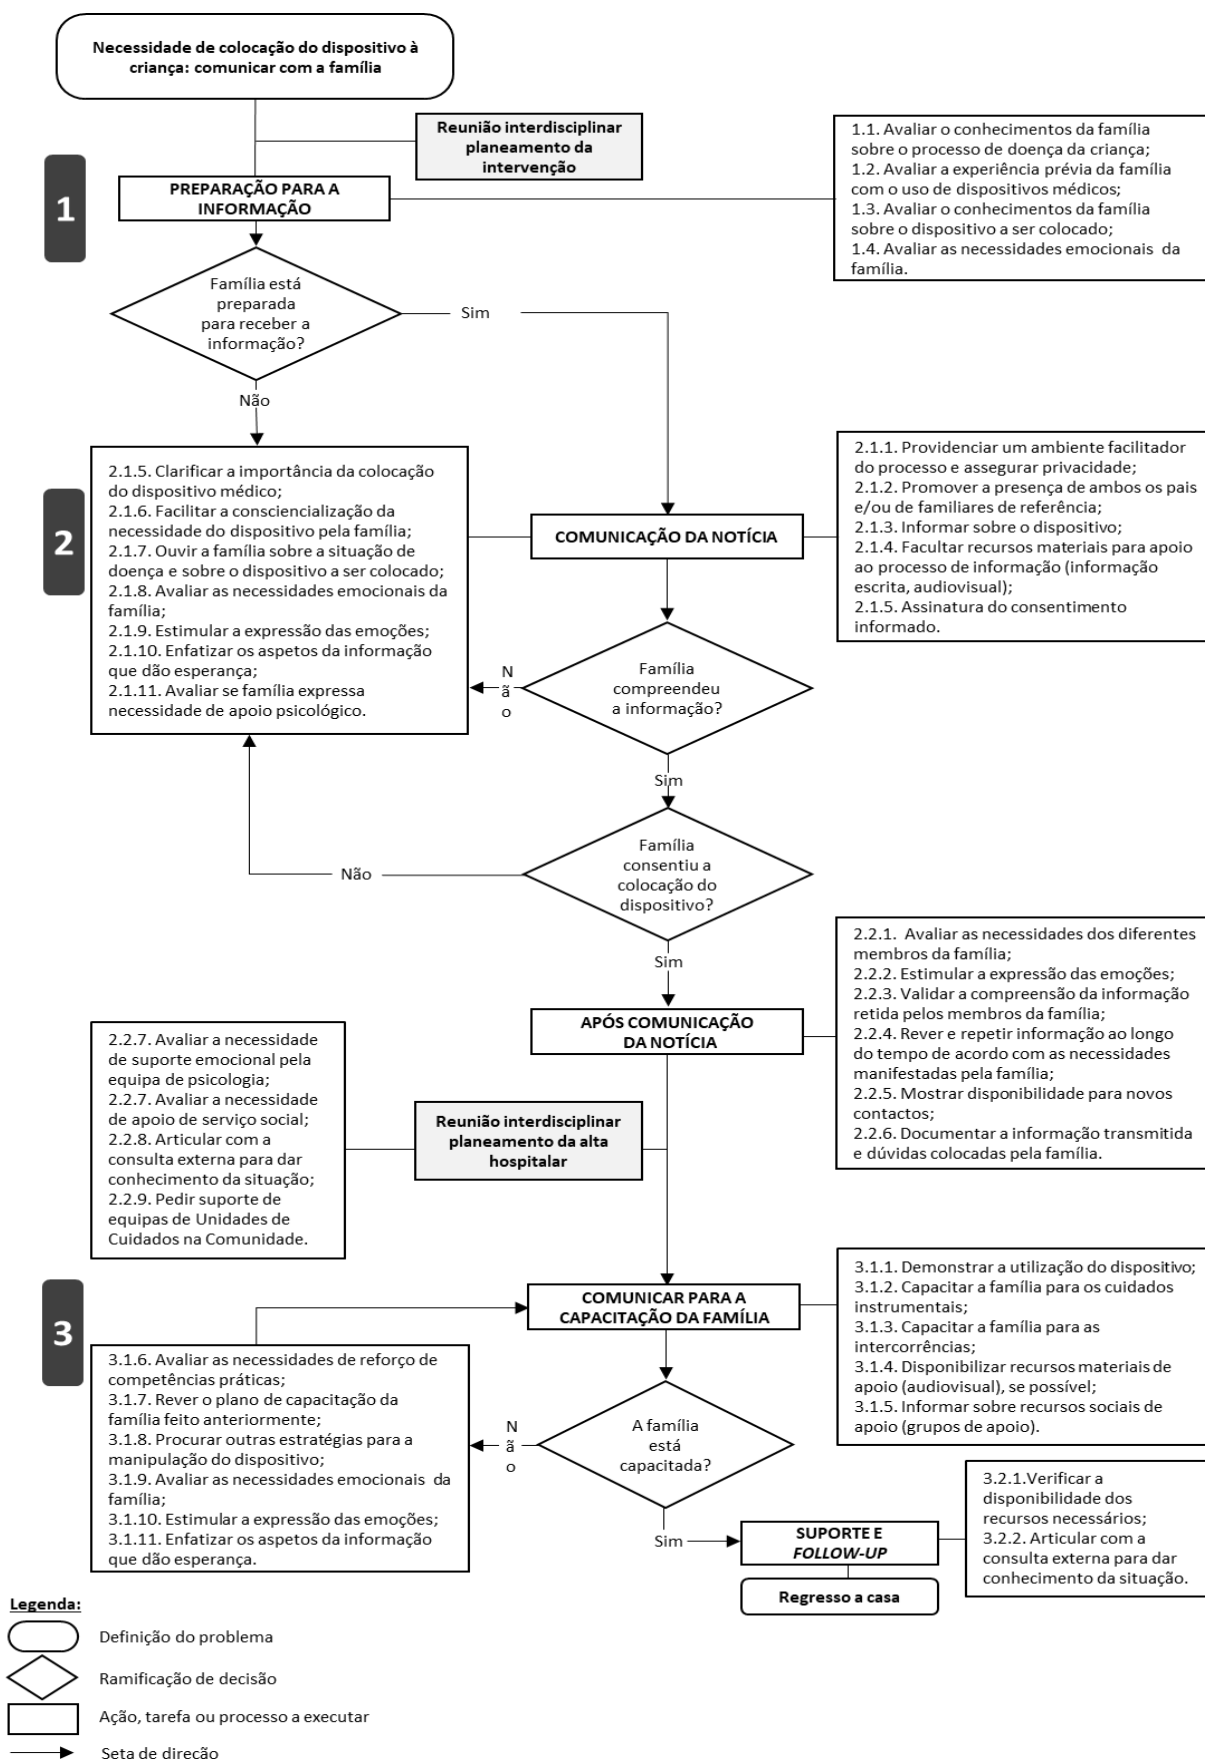 Necessidade de colocação do dispositivo à
criança: comunicar com a família
Reunião interdisciplinar
planeamento da
intervenção
1
PREPARAÇÃO PARA A
INFORMAÇÃO
1.1. Avaliar o conhecimentos da família
sobre o processo de doença da criança;
1.2. Avaliar a experiência prévia da família
com o uso de dispositivos médicos;
1.3. Avaliar o conhecimentos da família
sobre o dispositivo a ser colocado;
1.4. Avaliar as necessidades emocionais da
família.
Família está
preparada
para receber a
informação?
Sim
Não
2
2.1.5. Clarificar a importância da colocação
do dispositivo médico;
2.1.6. Facilitar a consciencialização da
necessidade do dispositivo pela família;
2.1.7. Ouvir a família sobre a situação de
doença e sobre o dispositivo a ser colocado;
2.1.8. Avaliar as necessidades emocionais da
família;
2.1.9. Estimular a expressão das emoções;
2.1.10. Enfatizar os aspetos da informação
que dão esperança;
2.1.11. Avaliar se família expressa
necessidade de apoio psicológico.
COMUNICAÇÃO DA NOTÍCIA
2.1.1. Providenciar um ambiente facilitador
do processo e assegurar privacidade;
2.1.2. Promover a presença de ambos os pais
e/ou de familiares de referência;
2.1.3. Informar sobre o dispositivo;
2.1.4. Facultar recursos materiais para apoio
ao processo de informação (informação
escrita, audiovisual);
2.1.5. Assinatura do consentimento
informado.
Família
compreendeu
a informação?
N
ã
o
Sim
Família
consentiu a
colocação do
dispositivo?
Não
Sim
APÓS COMUNICAÇÃO
DA NOTÍCIA
2.2.1. Avaliar as necessidades dos diferentes
membros da família;
2.2.2. Estimular a expressão das emoções;
2.2.3. Validar a compreensão da informação
retida pelos membros da família;
2.2.4. Rever e repetir informação ao longo
do tempo de acordo com as necessidades
manifestadas pela família;
2.2.5. Mostrar disponibilidade para novos
contactos;
2.2.6. Documentar a informação transmitida
e dúvidas colocadas pela família.
2.2.7. Avaliar a necessidade
de suporte emocional pela
equipa de psicologia;
2.2.7. Avaliar a necessidade
de apoio de serviço social;
2.2.8. Articular com a
consulta externa para dar
conhecimento da situação;
2.2.9. Pedir suporte de
equipas de Unidades de
Cuidados na Comunidade.
Reunião interdisciplinar
planeamento da alta
hospitalar
3
COMUNICAR PARA A
CAPACITAÇÃO DA FAMÍLIA
3.1.1. Demonstrar a utilização do dispositivo;
3.1.2. Capacitar a família para os cuidados
instrumentais;
3.1.3. Capacitar a família para as
intercorrências;
3.1.4. Disponibilizar recursos materiais de
apoio (audiovisual), se possível;
3.1.5. Informar sobre recursos sociais de
apoio (grupos de apoio).
3.1.6. Avaliar as necessidades de reforço de
competências práticas;
3.1.7. Rever o plano de capacitação da
família feito anteriormente;
3.1.8. Procurar outras estratégias para a
manipulação do dispositivo;
3.1.9. Avaliar as necessidades emocionais da
família;
3.1.10. Estimular a expressão das emoções;
3.1.11. Enfatizar os aspetos da informação
que dão esperança.
N
ã
o
A família
está
capacitada?
Sim
SUPORTE E
FOLLOW-UP
Regresso a casa
3.2.1.Verificar a
disponibilidade dos
recursos necessários;
3.2.2. Articular com a
consulta externa para dar
conhecimento da situação.
Legenda:
Definição do problema
Ramificação de decisão
Ação, tarefa ou processo a executar
Seta de direção